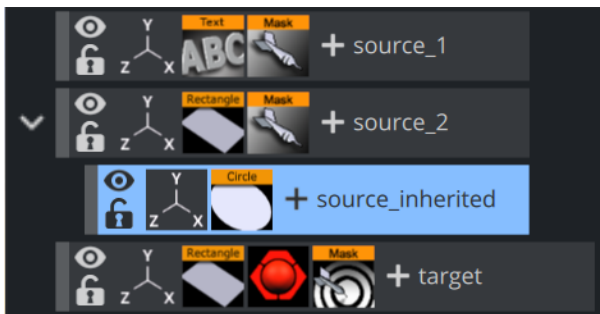 Y Z X Text ABC Mask + source_1
Y Z X Rectangle Mask + source_2
Y Z X Circle + source_inherited
Y Z X Rectangle Mask + target